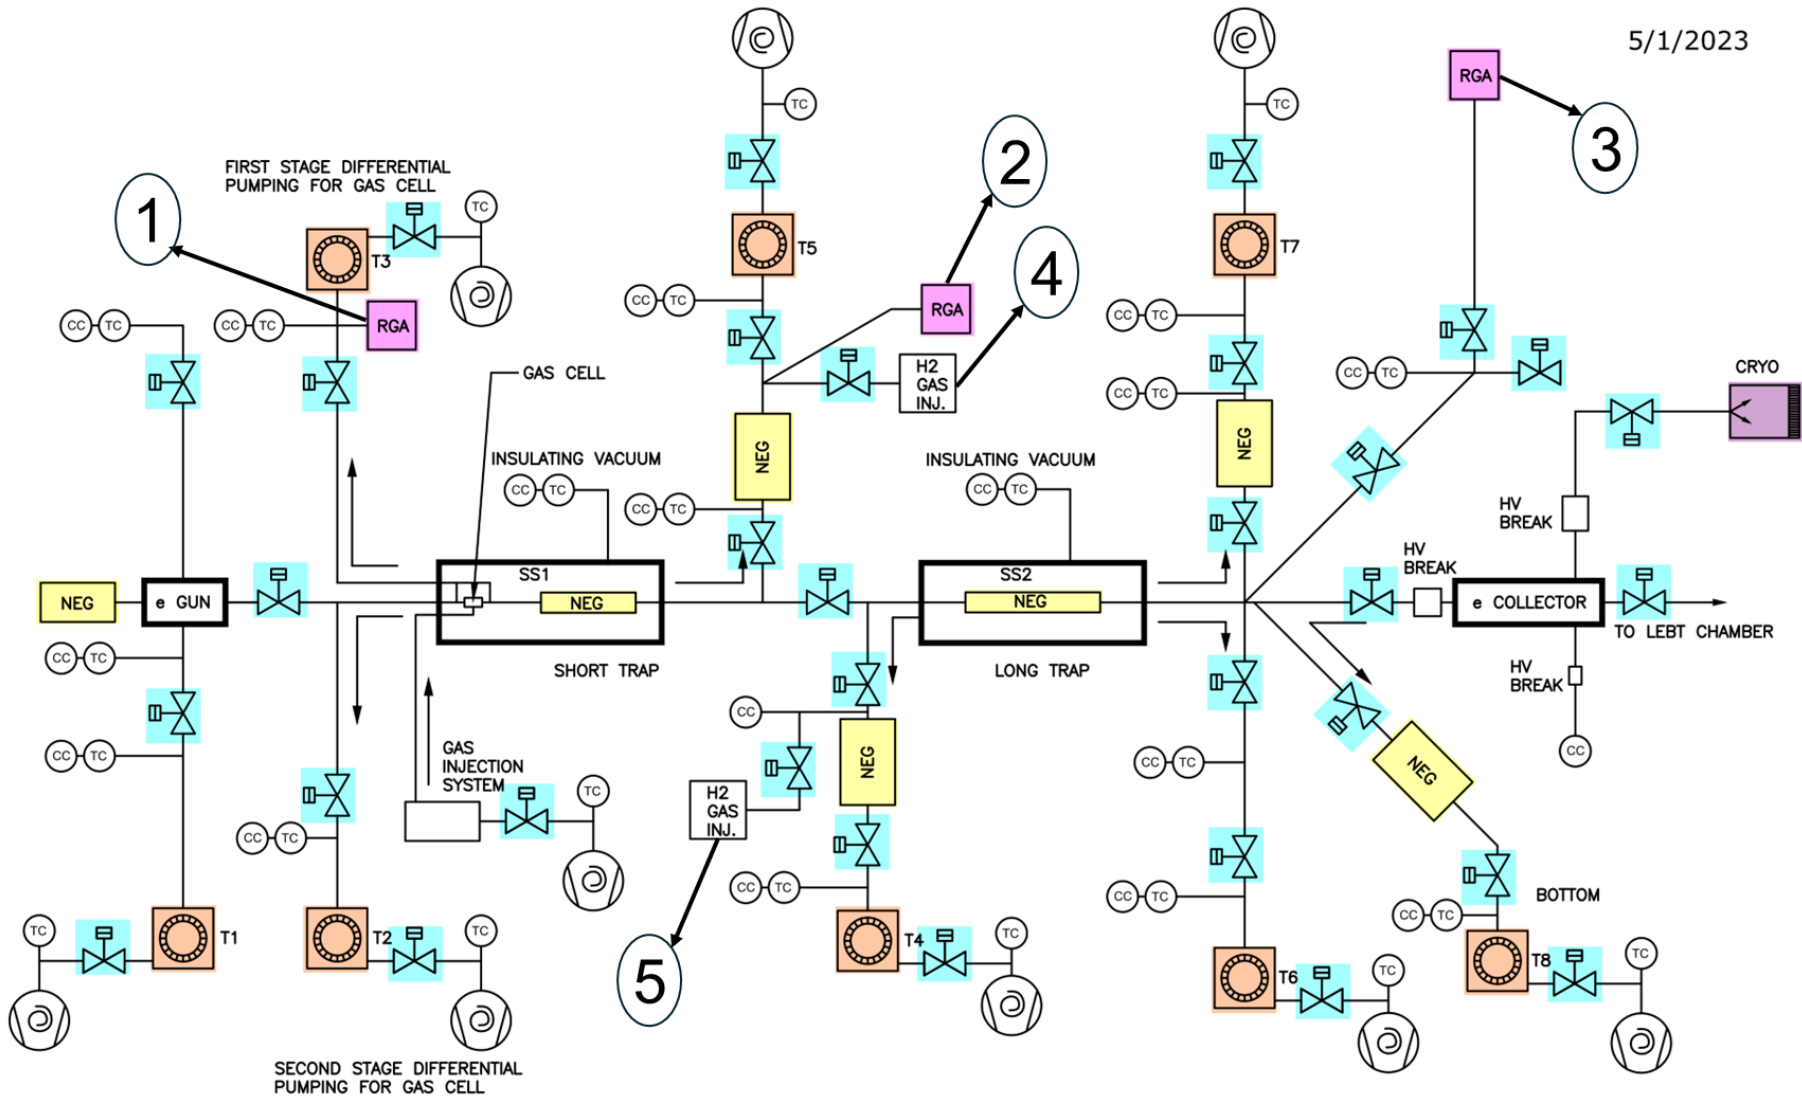 5/1/2023
RGA
3
TC
TC
2
FIRST STAGE DIFFERENTIAL
PUMPING FOR GAS CELL
1
TC
T3
T5
T7
4
RGA
CC TC
CC TC
RGA
CC TC
CC TC
H2
GAS
INJ.
GAS CELL
CC TC
CC TC
CRYO
NEG
NEG
INSULATING VACUUM
CC TC
CC TC
INSULATING VACUUM
CC TC
HV
BREAK
HV
BREAK
SS1
SS2
NEG
e GUN
NEG
NEG
e COLLECTOR
TO LEBT CHAMBER
CC TC
SHORT TRAP
LONG TRAP
HV
BREAK
CC
CC TC
GAS
INJECTION
SYSTEM
NEG
CC TC
NEG
CC
H2
GAS
INJ.
TC
CC TC
CC TC
CC TC
BOTTOM
CC TC
TC
T1
T2
TC
T4
TC
5
T6
TC
T8
TC
SECOND STAGE DIFFERENTIAL
PUMPING FOR GAS CELL